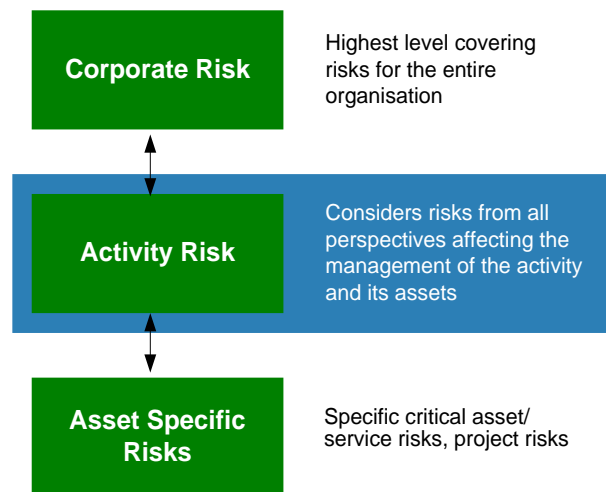 Corporate Risk
Highest level covering
risks for the entire
organisation
Activity Risk
Considers risks from all
perspectives affecting the
management of the activity
and its assets
Asset Specific
Risks
Specific critical asset/
service risks, project risks